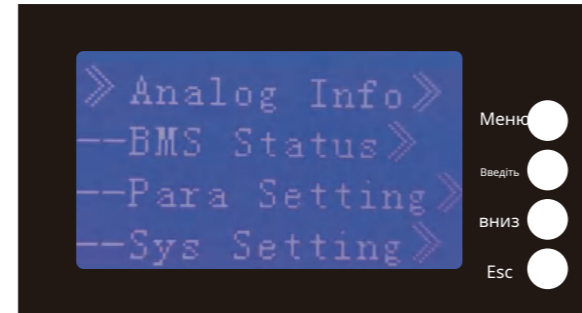 》Analog Info》
--BMS Status》
--Para Setting》
--Sys Setting》
Меню
Введіть
вниз
Esc